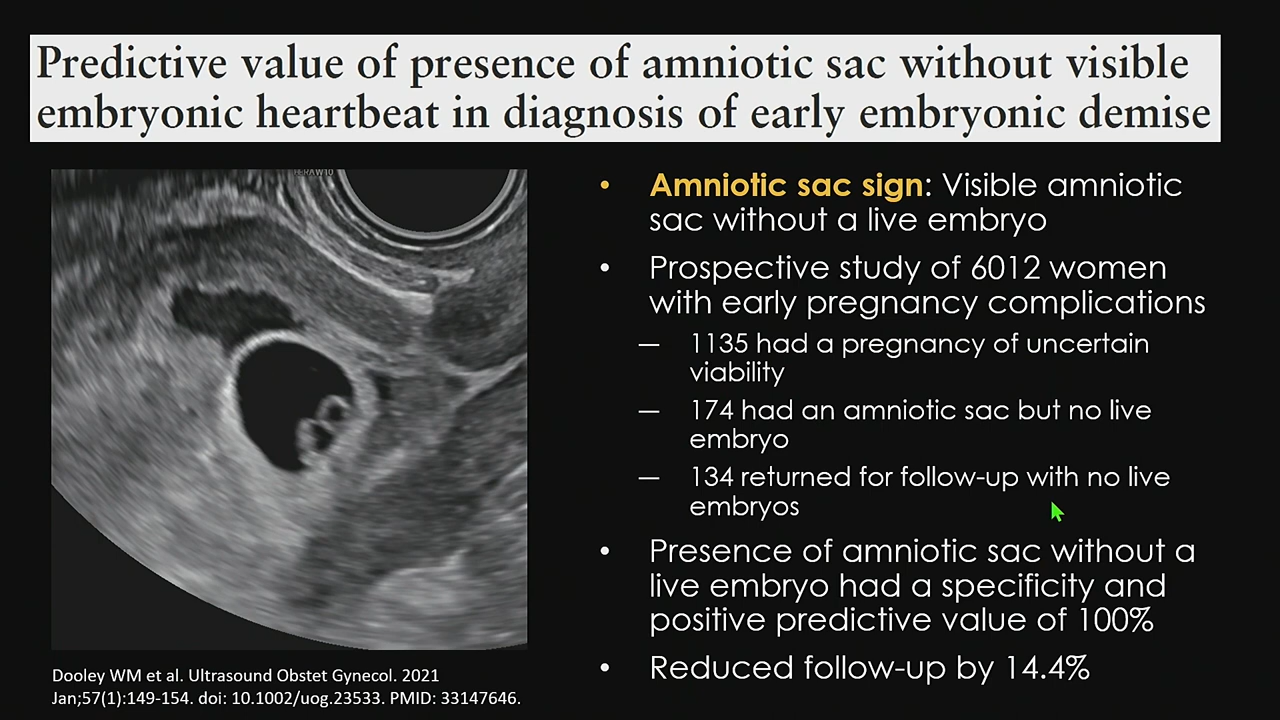 Predictive value of presence of amniotic sac without visible
embryonic heartbeat in diagnosis of early embryonic demise
• Amniotic sac sign: Visible amniotic
sac without a live embryo
• Prospective study of 6012 women
with early pregnancy complications
— 1135 had a pregnancy of uncertain
viability
— 174 had an amniotic sac but no live
embryo
— 134 returned for follow-up with no live
embryos
• Presence of amniotic sac without a
live embryo had a specificity and
positive predictive value of 100%
• Reduced follow-up by 14.4%
Dooley WM et al. Ultrasound Obstet Gynecol. 2021
Jan;57(1):149-154. doi: 10.1002/uog.23533. PMID: 33147646.